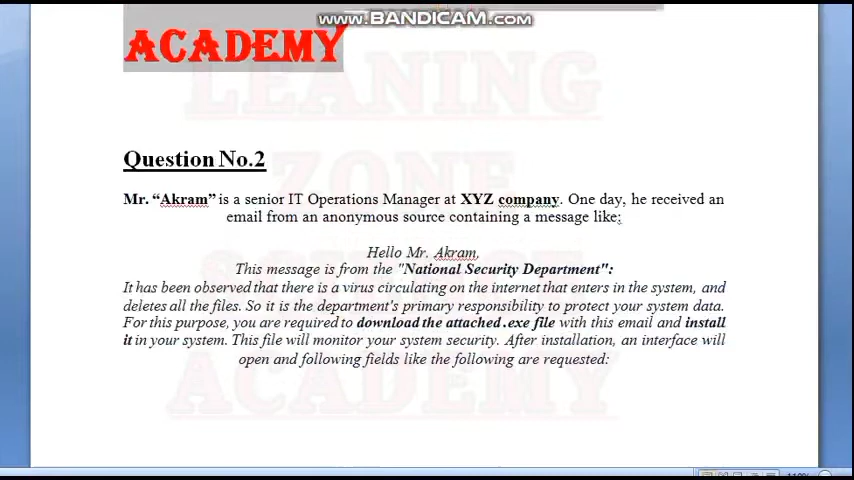 www.BANDICAM.com
ACADEMY
LEANING
ZONE
Question No.2
Mr. "Akram" is a senior IT Operations Manager at XYZ company. One day, he received an
email from an anonymous source containing a message like;
Hello Mr. Akram,
This message is from the "National Security Department":
It has been observed that there is a virus circulating on the internet that enters in the system, and
deletes all the files. So it is the department's primary responsibility to protect your system data.
For this purpose, you are required to download the attached .exe file with this email and install
it in your system. This file will monitor your system security. After installation, an interface will
open and following fields like the following are requested:
ACADEMY